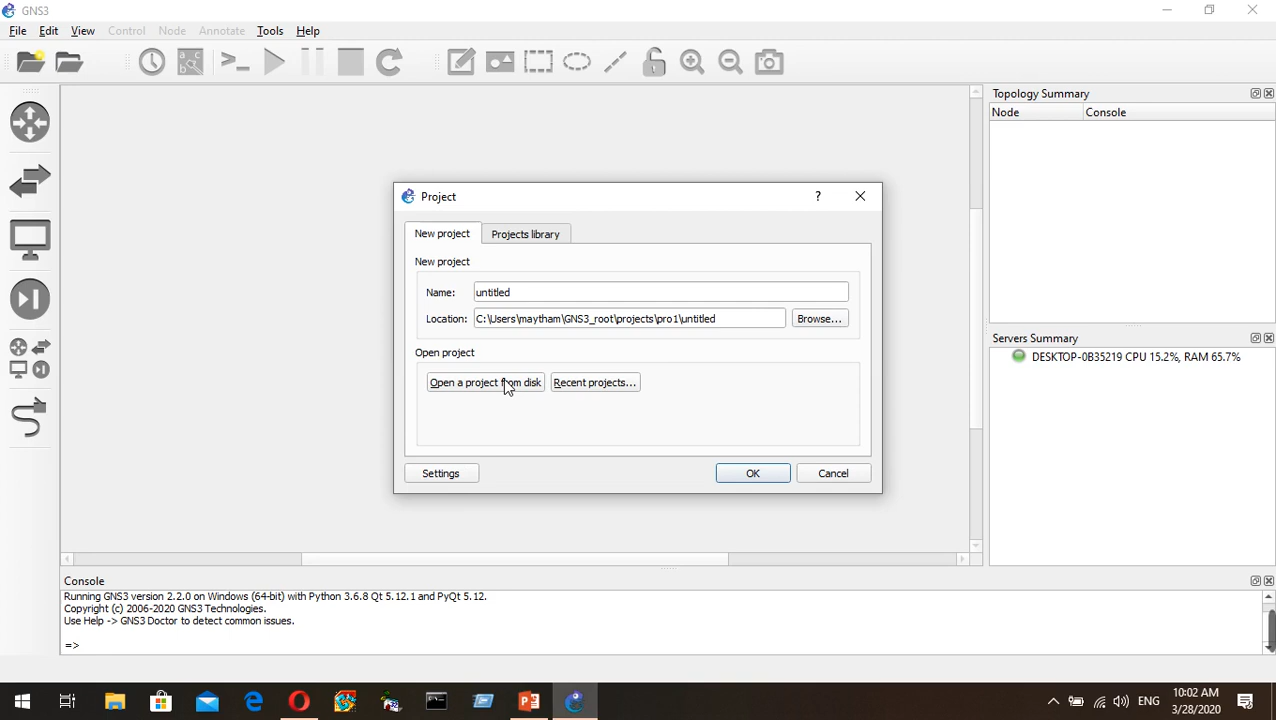 GNS3
File Edit View Control Node Annotate Tools Help
Topology Summary
Node Console
Project
New project Projects library
New project
Name: untitled
Location: C:\Users\maytham\GNS3_root\projects\pro1\untitled Browse...
Open project
Open a project from disk Recent projects...
Settings OK Cancel
Servers Summary
DESKTOP-0B35219 CPU 15.2%, RAM 65.7%
Console
Running GNS3 version 2.2.0 on Windows (64-bit) with Python 3.6.8 Qt 5.12.1 and PyQt 5.12.
Copyright (c) 2006-2020 GNS3 Technologies.
Use Help -> GNS3 Doctor to detect common issues.
=>
ENG
10:02 AM
3/28/2020